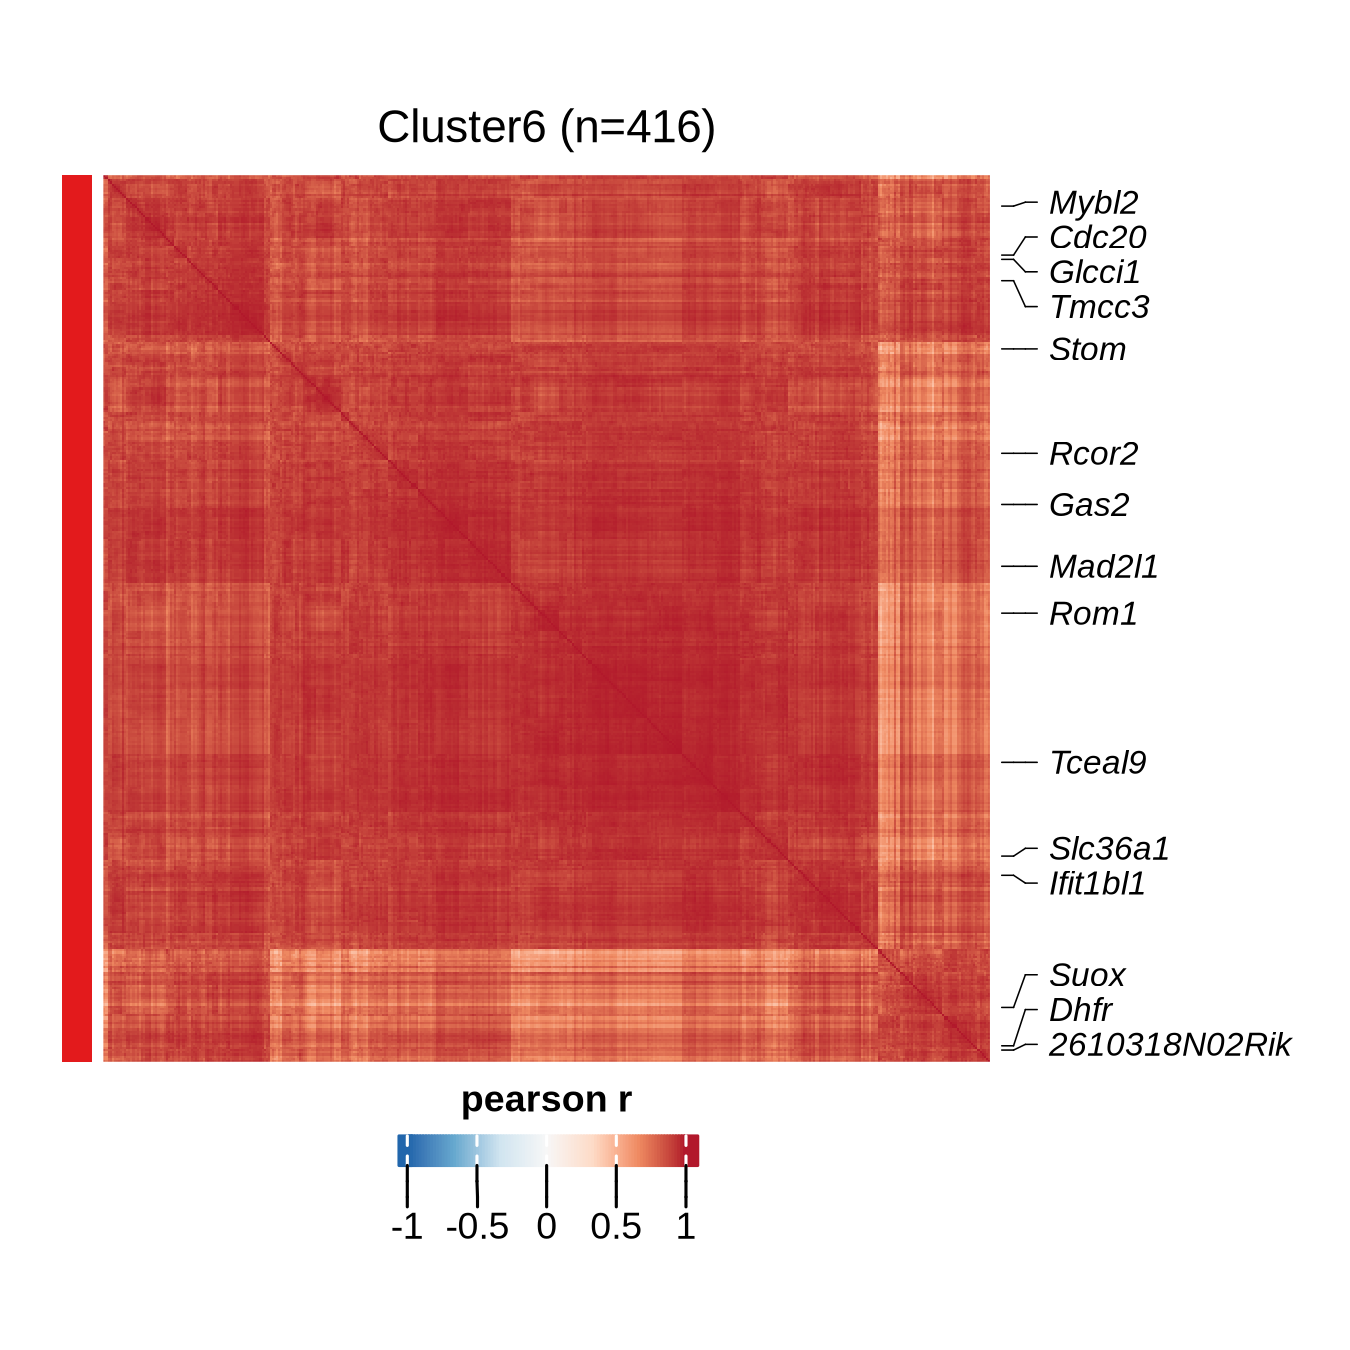 Cluster6 (n=416)
Mybl2
Cdc20
Glcci1
Tmcc3
Stom
Rcor2
Gas2
Mad2l1
Rom1
Tceal9
Slc36a1
Ifit1bl1
Suox
Dhfr
2610318N02Rik
pearson r
-1 -0.5 0 0.5 1